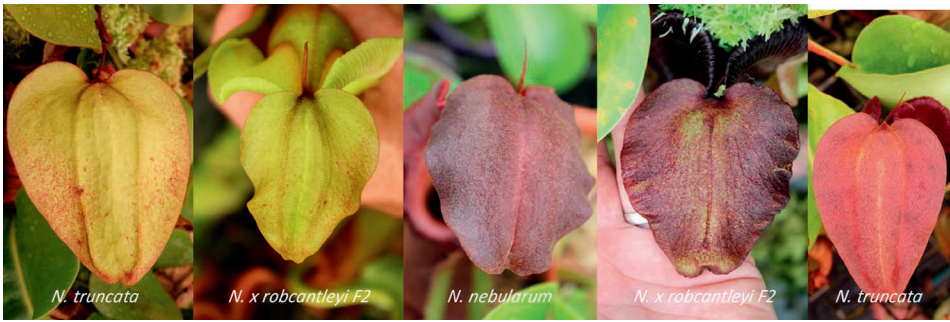 N. truncata
N. x robcantleyi F2
N. nebularum
N. x robcantleyi F2
N. truncata